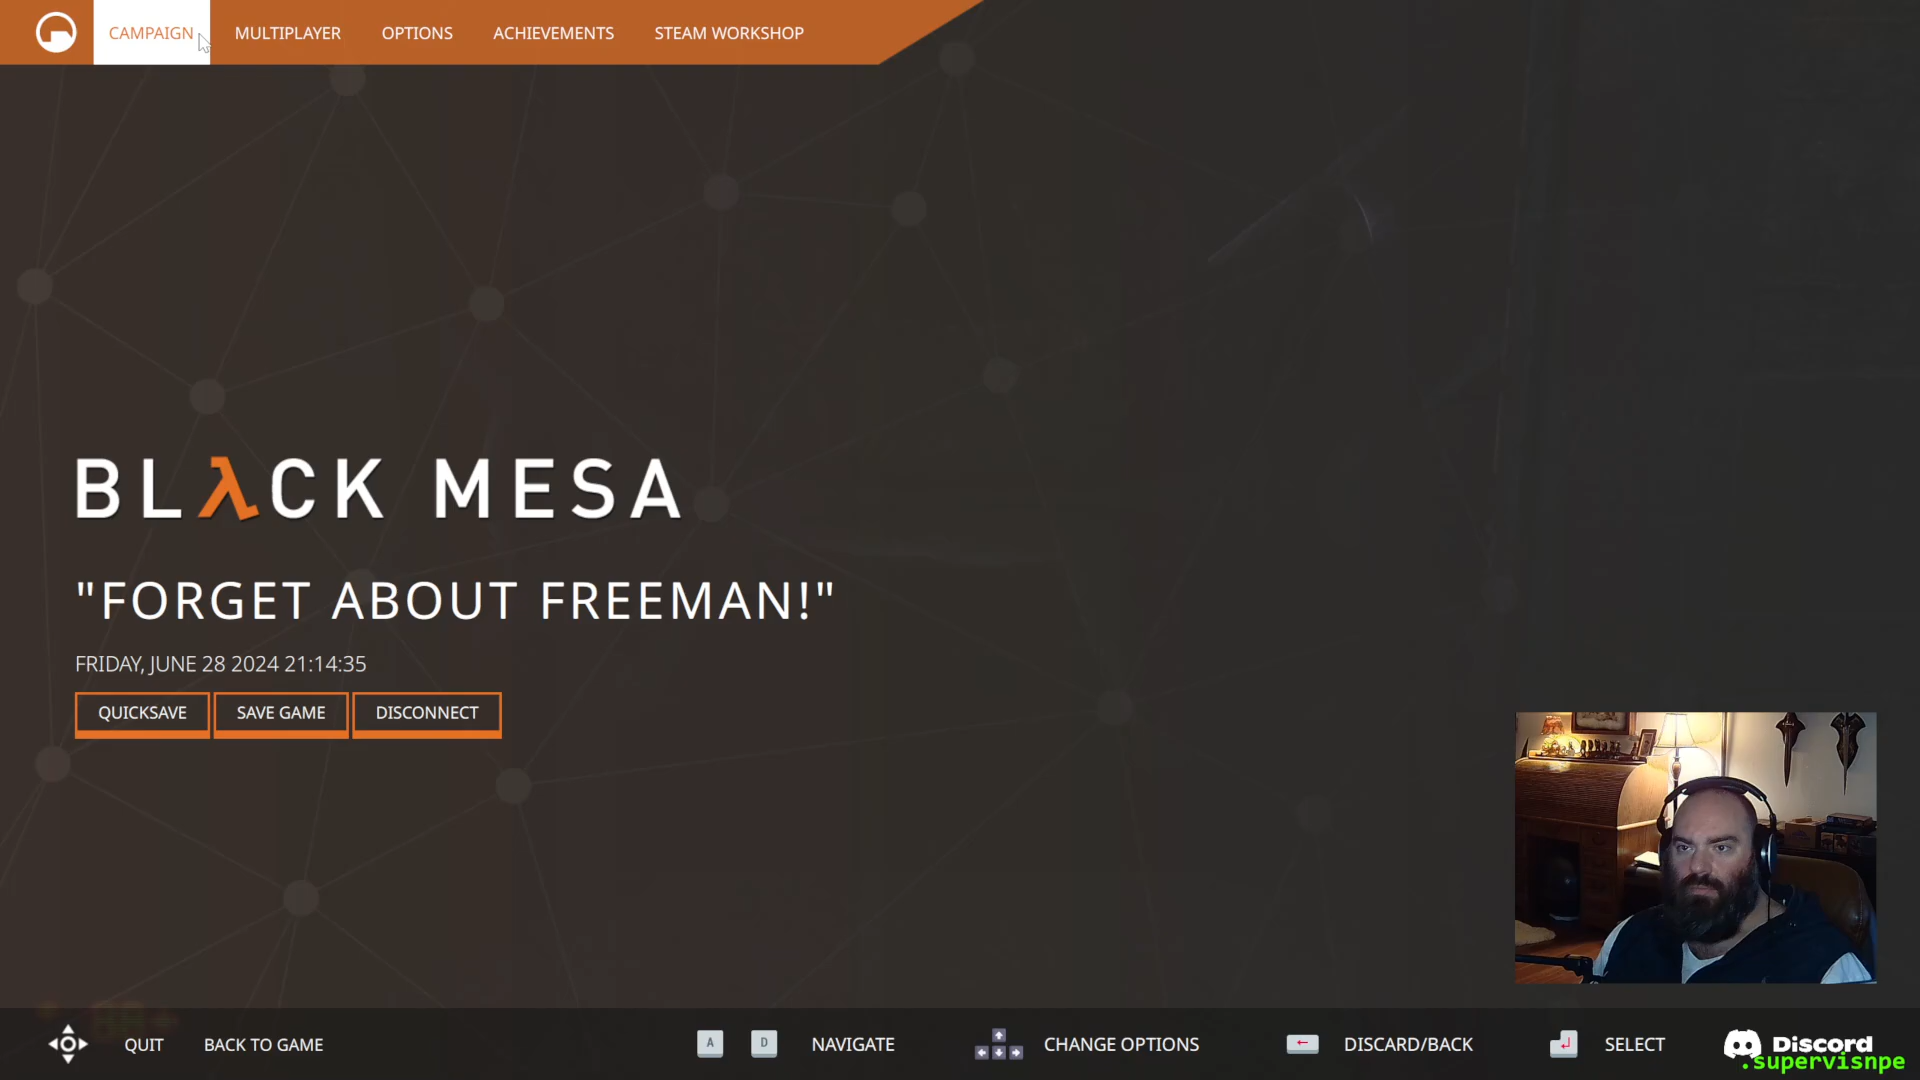 CAMPAIGN MULTIPLAYER OPTIONS ACHIEVEMENTS STEAM WORKSHOP
BLλCK MESA
"FORGET ABOUT FREEMAN!"
FRIDAY, JUNE 28 2024 21:14:35
QUICKSAVE SAVE GAME DISCONNECT
QUIT BACK TO GAME A D NAVIGATE CHANGE OPTIONS DISCARD/BACK SELECT Discord
.supervisnpe